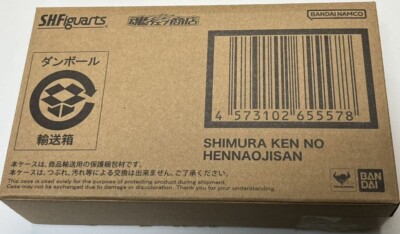 S.H.Figuarts
魂ウェブ商店
BANDAI NAMCO
ダンボール
輸送箱
4 573102 655578
SHIMURA KEN NO
HENNAOJISAN
本ケースは、商品輸送用の保護梱包材です。
本ケースは、つぶれ、汚れ等による交換は出来ません。ご了承ください。
This case is used solely for the purpose of protecting product during shipment.
Case may not be exchanged due to damage or discoloration. Thank you for your understanding.
BAN
DAI